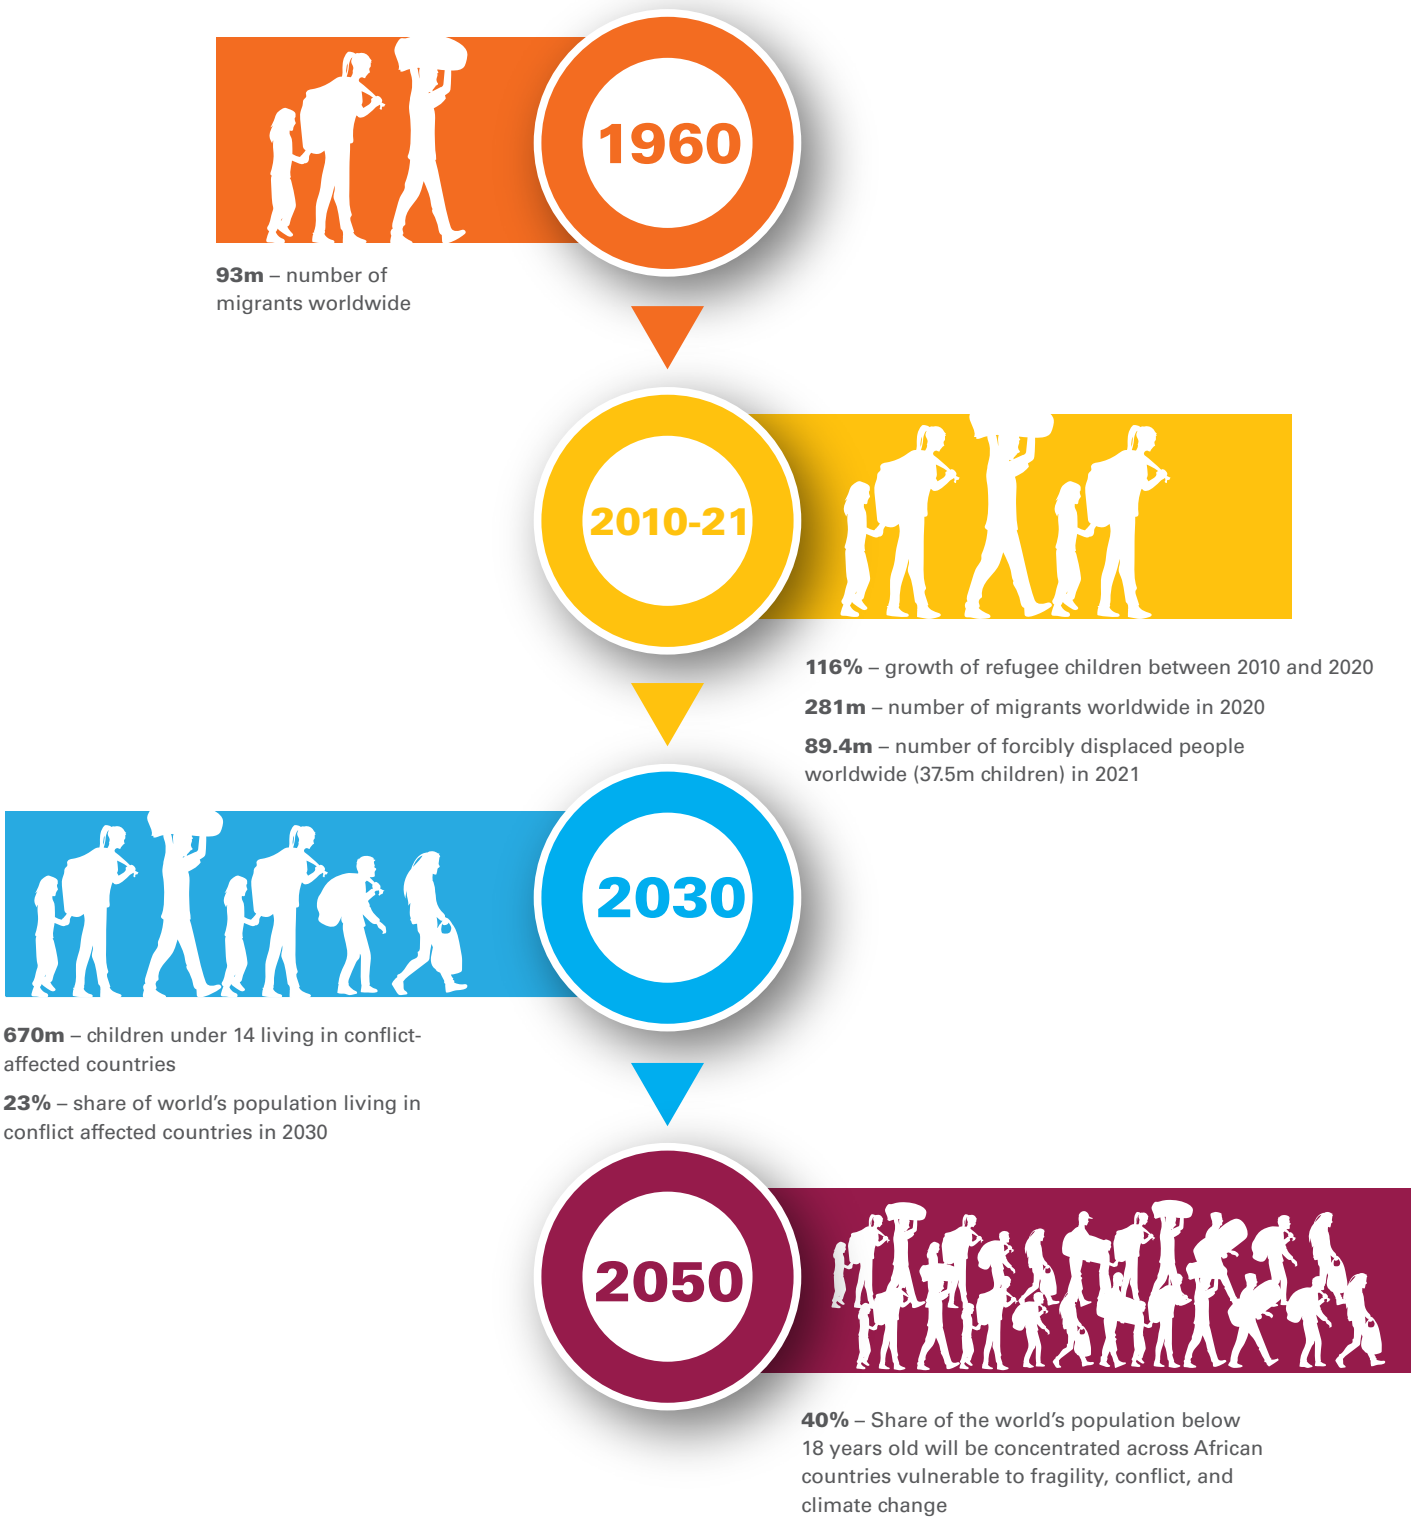 1960
93m – number of
migrants worldwide
2010-21
116% – growth of refugee children between 2010 and 2020
281m – number of migrants worldwide in 2020
89.4m – number of forcibly displaced people
worldwide (37.5m children) in 2021
2030
670m – children under 14 living in conflict-
affected countries
23% – share of world’s population living in
conflict affected countries in 2030
2050
40% – Share of the world’s population below
18 years old will be concentrated across African
countries vulnerable to fragility, conflict, and
climate change